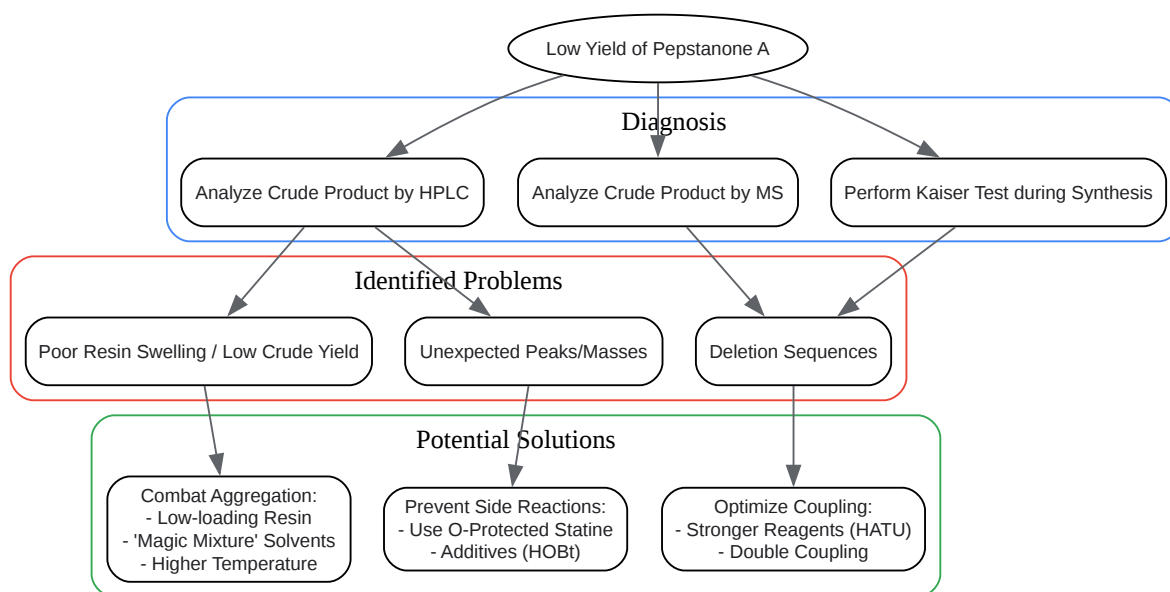 Low Yield of Pepstanone A
Diagnosis
Analyze Crude Product by HPLC
Analyze Crude Product by MS
Perform Kaiser Test during Synthesis
Identified Problems
Poor Resin Swelling / Low Crude Yield
Unexpected Peaks/Masses
Deletion Sequences
Potential Solutions
Combat Aggregation:
- Low-loading Resin
- 'Magic Mixture' Solvents
- Higher Temperature
Prevent Side Reactions:
- Use O-Protected Statine
- Additives (HOBt)
Optimize Coupling:
- Stronger Reagents (HATU)
- Double Coupling